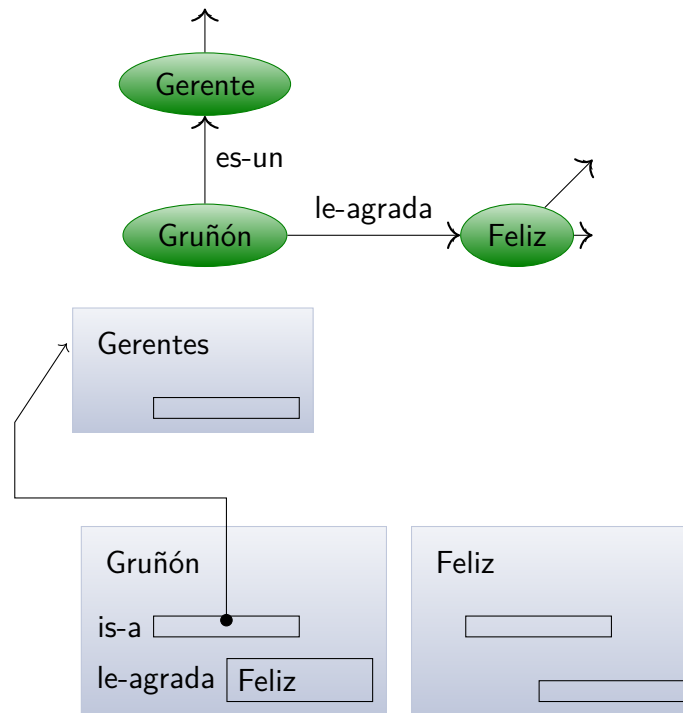 Gerente
es-un
le-agrada
Gruñón
Feliz
Gerentes
Gruñón
Feliz
is-a
le-agrada
Feliz